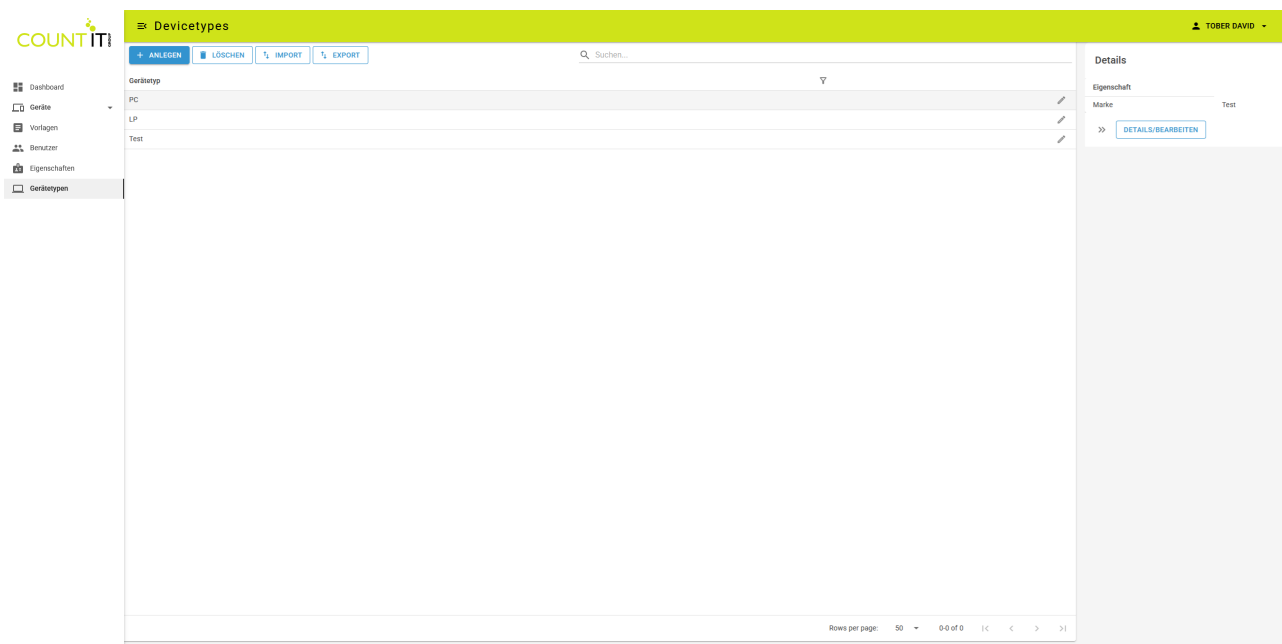 COUNT IT
Devicetypes
TOBER DAVID
ANLEGEN LÖSCHEN IMPORT EXPORT Suchen...
Details
Gerätetyp
Eigenschaft
Dashboard
PC
Marke Test
Geräte
LP
Vorlagen
DETAILS/BEARBEITEN
Test
Benutzer
Eigenschaften
Gerätetypen
Rows per page: 50 0-0 of 0